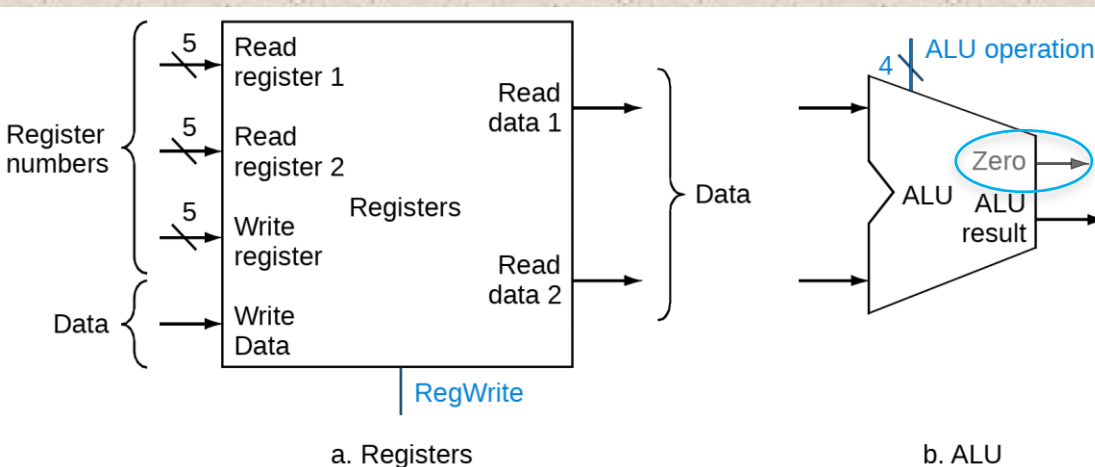 Register
numbers
5
Read
register 1
5
Read
register 2
5
Write
register
Data
Write
Data
Registers
Read
data 1
Read
data 2
Data
RegWrite
a. Registers
4
ALU operation
Zero
ALU
ALU
result
b. ALU